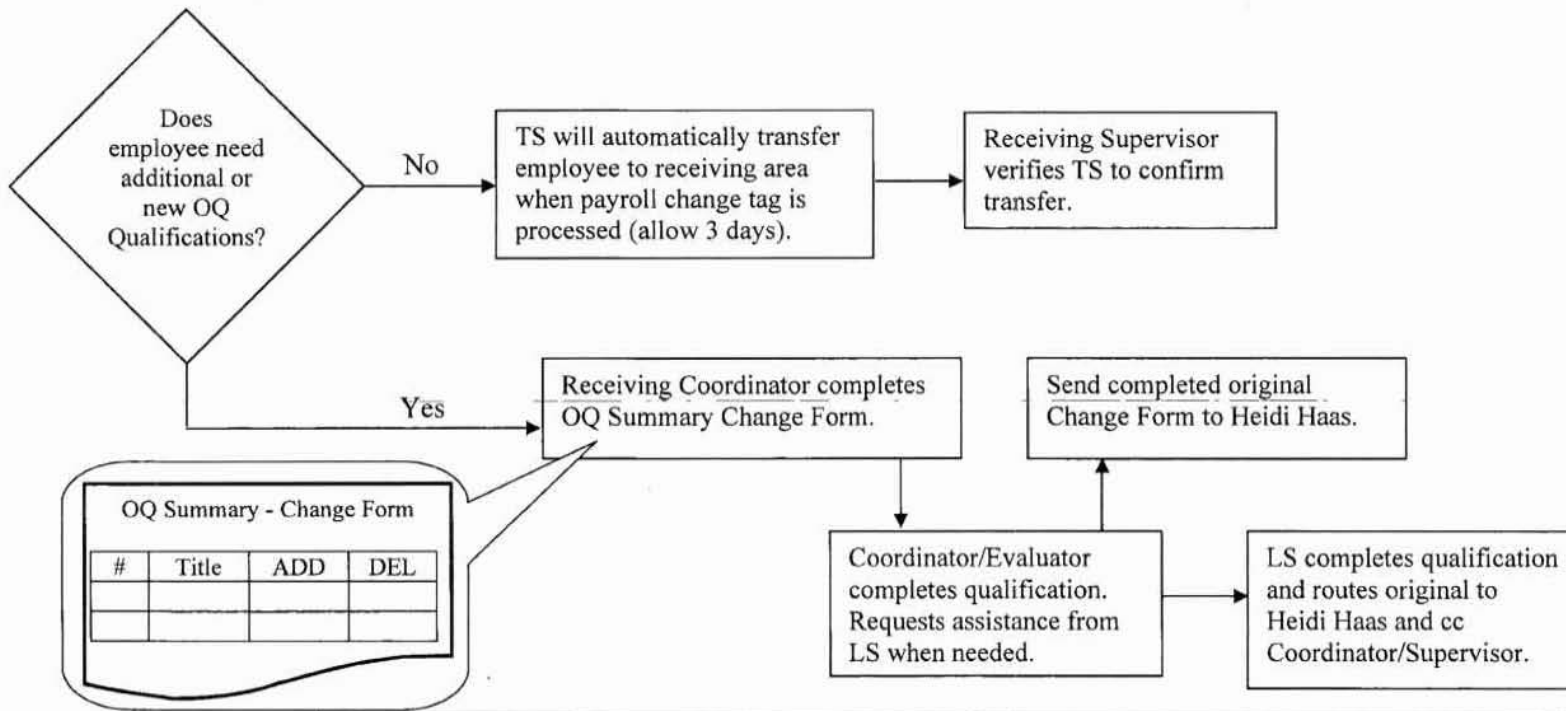 Does
employee need
additional or
new OQ
Qualifications?
No
TS will automatically transfer
employee to receiving area
when payroll change tag is
processed (allow 3 days).
Receiving Supervisor
verifies TS to confirm
transfer.
Yes
Receiving Coordinator completes
OQ Summary Change Form.
Send completed original
Change Form to Heidi Haas.
OQ Summary - Change Form
# Title ADD DEL
Coordinator/Evaluator
completes qualification.
Requests assistance from
LS when needed.
LS completes qualification
and routes original to
Heidi Haas and cc
Coordinator/Supervisor.